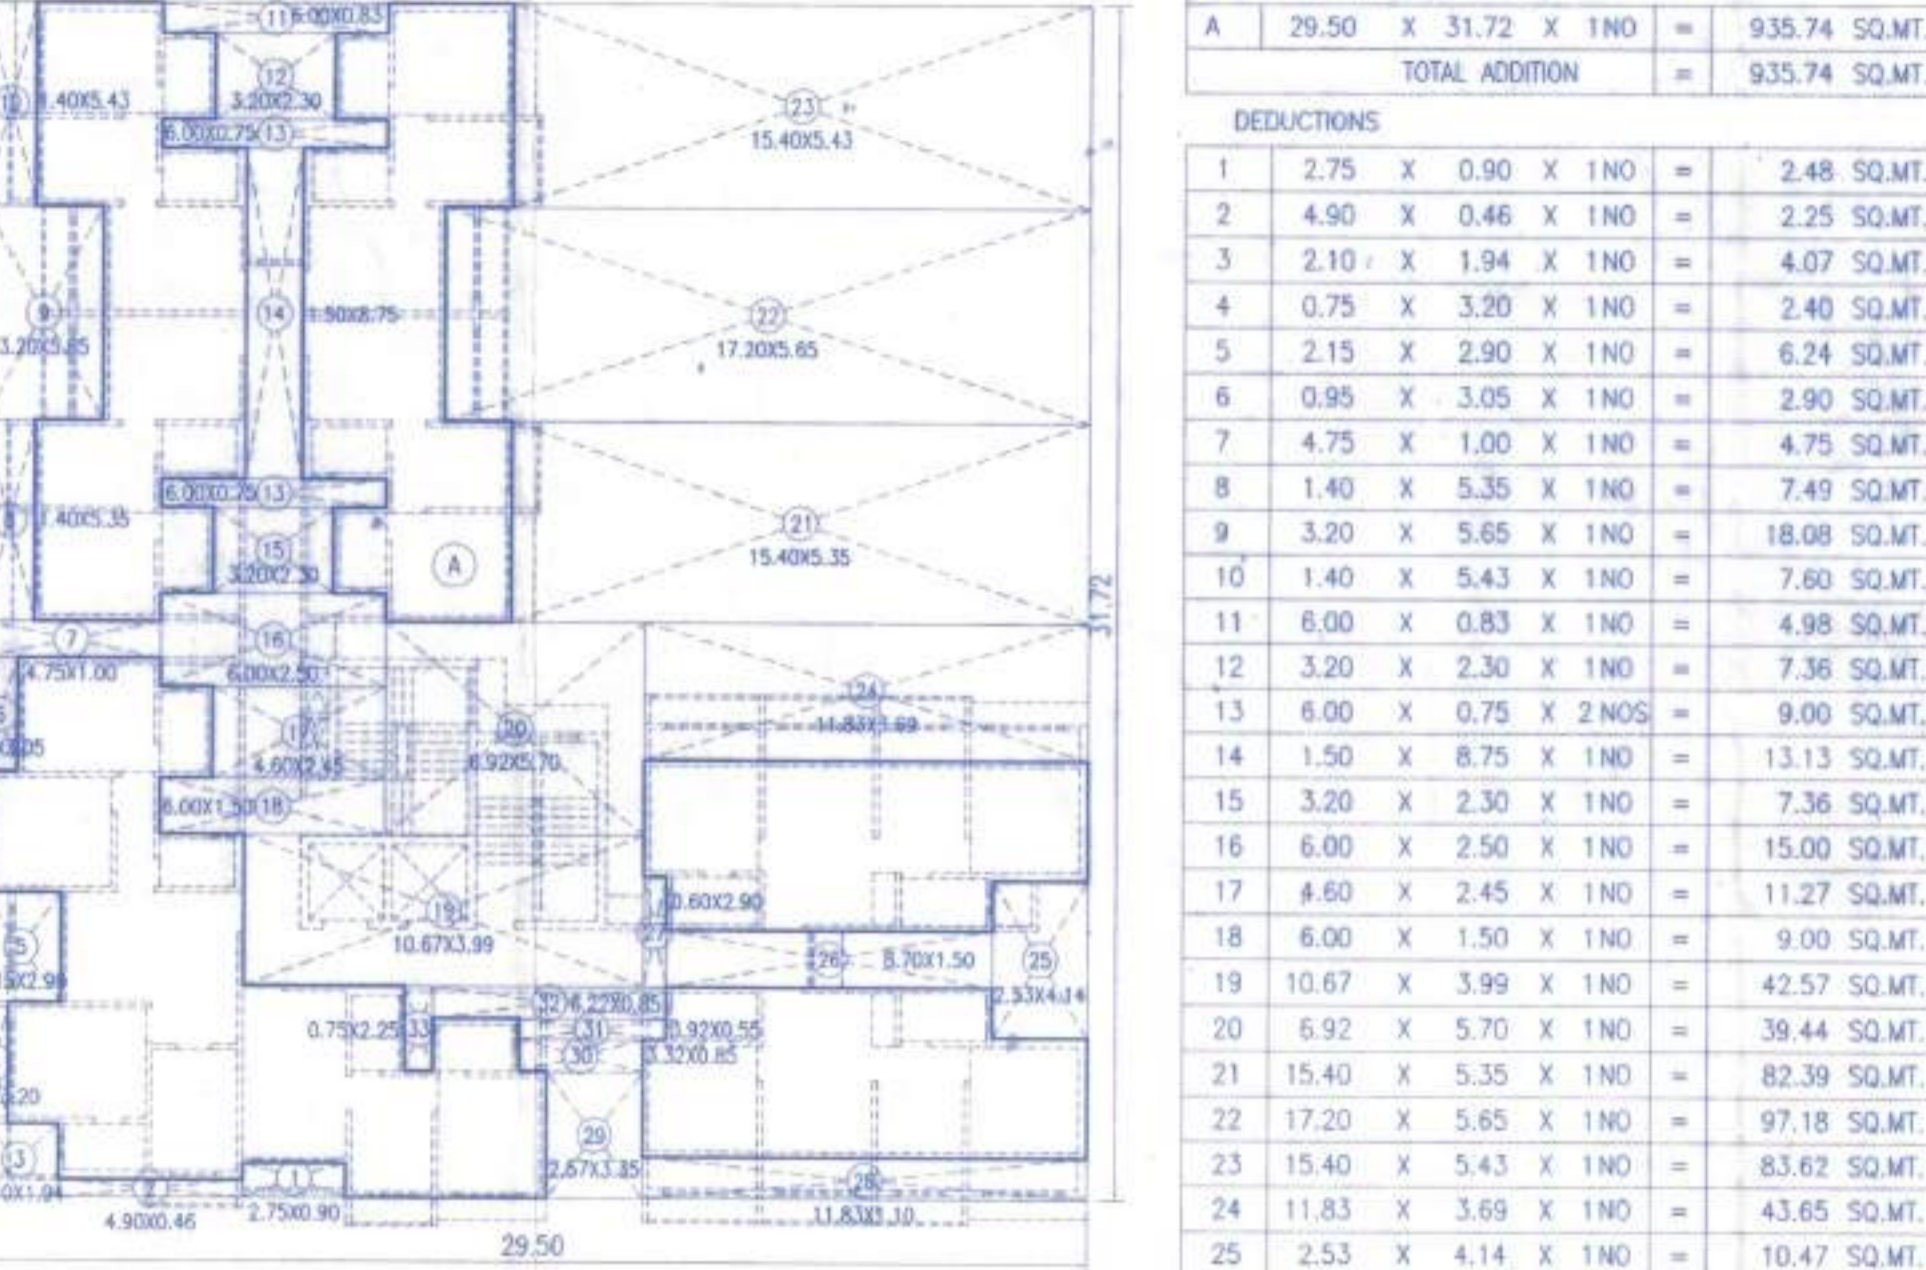 11 6.00X0.83
12
3.20X2.30
1.40X5.43
6.00X0.75 13
23
15.40X5.43
9
14
1.50X8.75
22
17.20X5.65
6.00X0.75 13
1.40X5.35
15
3.20X2.30
A
21
15.40X5.35
31.72
7
4.75X1.00
16
6.00X2.50
17
4.60X2.45
6.00X1.50 18
20
6.92X5.70
24
11.83X3.69
19
10.67X3.99
0.60X2.90
27
26
8.70X1.50
25
2.53X4.14
5
32 6.22X0.85
0.75X2.25 33
31
0.92X0.55
30
3.32X0.85
29
2.67X3.35
3
2
4.90X0.46
1
2.75X0.90
28
11.83X1.10
29.50
A 29.50 X 31.72 X 1NO = 935.74 SQ.MT.
TOTAL ADDITION = 935.74 SQ.MT.
DEDUCTIONS
1 2.75 X 0.90 X 1NO = 2.48 SQ.MT.
2 4.90 X 0.46 X 1NO = 2.25 SQ.MT.
3 2.10 X 1.94 X 1NO = 4.07 SQ.MT.
4 0.75 X 3.20 X 1NO = 2.40 SQ.MT.
5 2.15 X 2.90 X 1NO = 6.24 SQ.MT.
6 0.95 X 3.05 X 1NO = 2.90 SQ.MT.
7 4.75 X 1.00 X 1NO = 4.75 SQ.MT.
8 1.40 X 5.35 X 1NO = 7.49 SQ.MT.
9 3.20 X 5.65 X 1NO = 18.08 SQ.MT.
10 1.40 X 5.43 X 1NO = 7.60 SQ.MT.
11 6.00 X 0.83 X 1NO = 4.98 SQ.MT.
12 3.20 X 2.30 X 1NO = 7.36 SQ.MT.
13 6.00 X 0.75 X 2 NOS = 9.00 SQ.MT.
14 1.50 X 8.75 X 1NO = 13.13 SQ.MT.
15 3.20 X 2.30 X 1NO = 7.36 SQ.MT.
16 6.00 X 2.50 X 1NO = 15.00 SQ.MT.
17 4.60 X 2.45 X 1NO = 11.27 SQ.MT.
18 6.00 X 1.50 X 1NO = 9.00 SQ.MT.
19 10.67 X 3.99 X 1NO = 42.57 SQ.MT.
20 6.92 X 5.70 X 1NO = 39.44 SQ.MT.
21 15.40 X 5.35 X 1NO = 82.39 SQ.MT.
22 17.20 X 5.65 X 1NO = 97.18 SQ.MT.
23 15.40 X 5.43 X 1NO = 83.62 SQ.MT.
24 11.83 X 3.69 X 1NO = 43.65 SQ.MT.
25 2.53 X 4.14 X 1NO = 10.47 SQ.MT.